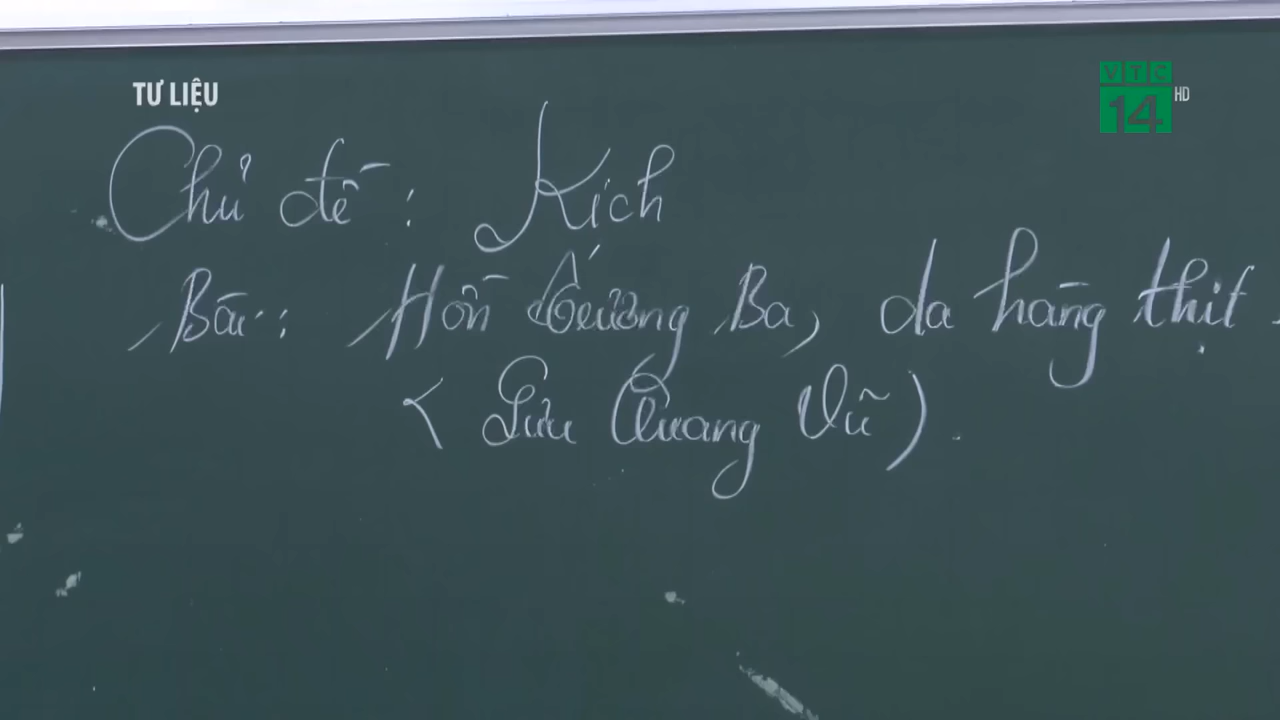 TƯ LIỆU
VTC
14 HD
Chủ đề: Kịch
Bài: Hồn Trương Ba, da hàng thịt.
(Lưu Quang Vũ).